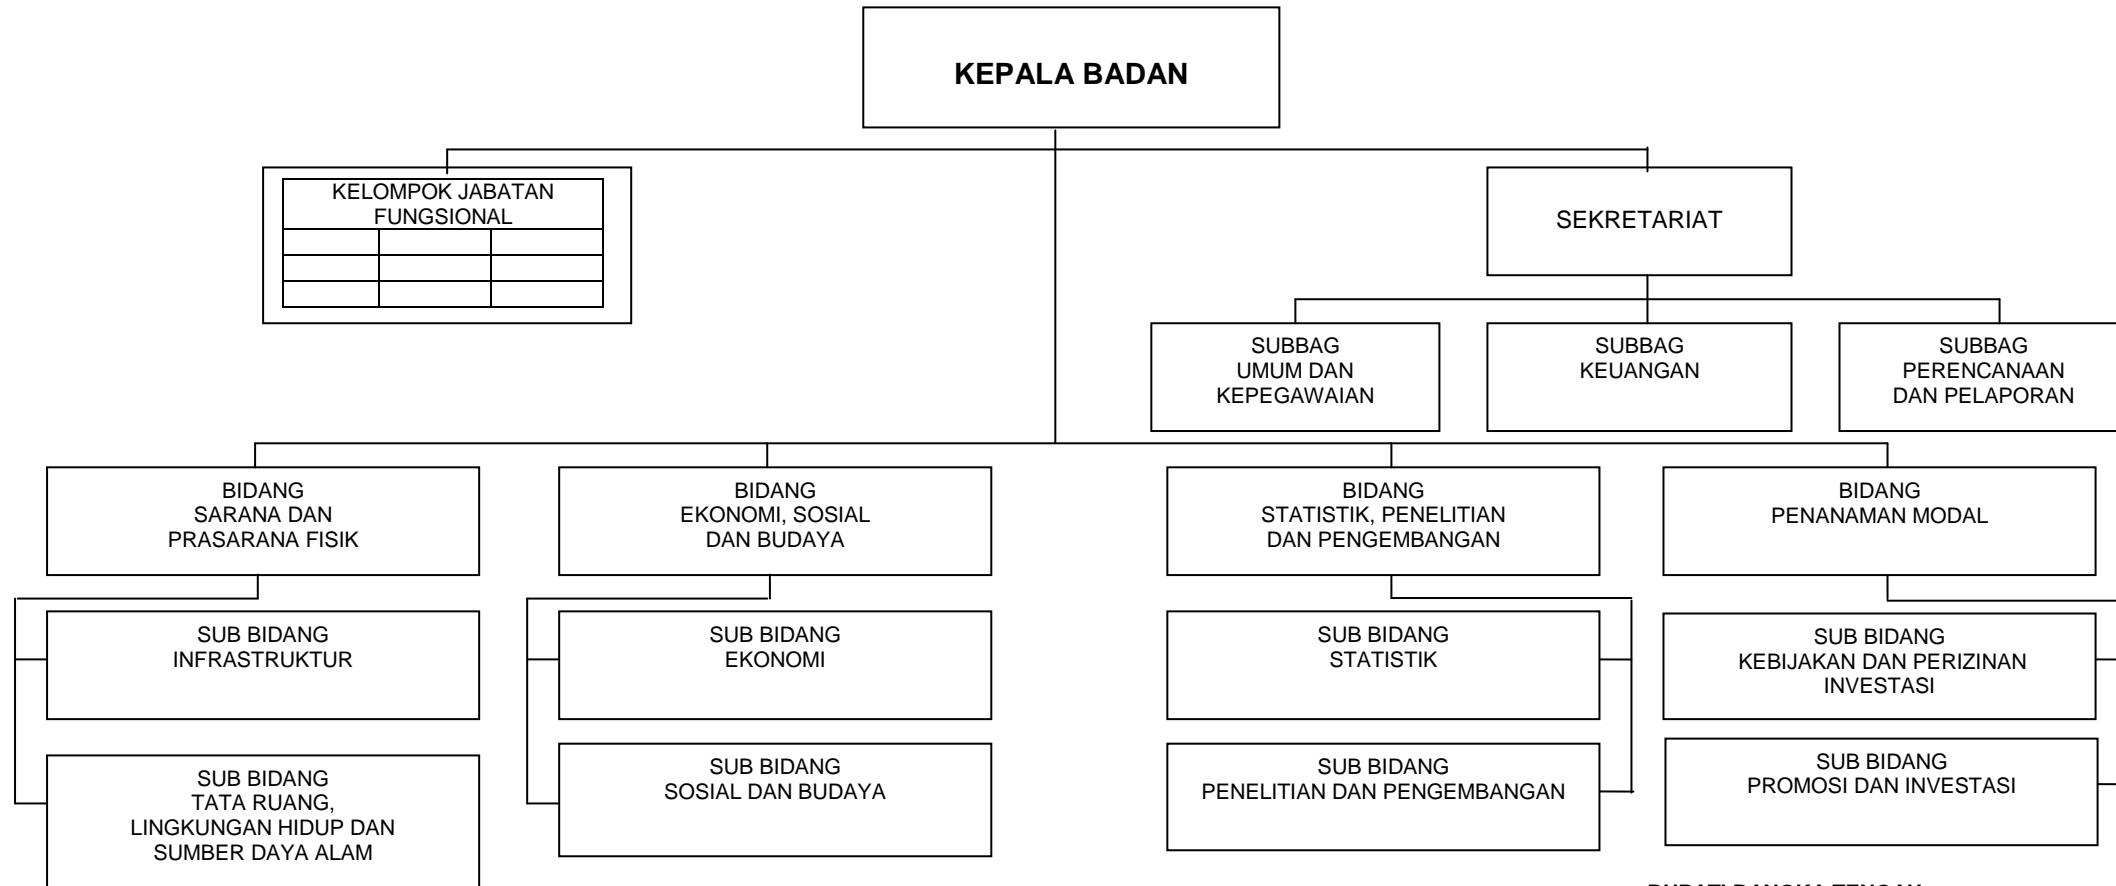 KEPALA BADAN
KELOMPOK JABATAN
FUNGSIONAL
SEKRETARIAT
SUBBAG
UMUM DAN
KEPEGAWAIAN
SUBBAG
KEUANGAN
SUBBAG
PERENCANAAN
DAN PELAPORAN
BIDANG
SARANA DAN
PRASARANA FISIK
BIDANG
EKONOMI, SOSIAL
DAN BUDAYA
BIDANG
STATISTIK, PENELITIAN
DAN PENGEMBANGAN
BIDANG
PENANAMAN MODAL
SUB BIDANG
INFRASTRUKTUR
SUB BIDANG
EKONOMI
SUB BIDANG
STATISTIK
SUB BIDANG
KEBIJAKAN DAN PERIZINAN
INVESTASI
SUB BIDANG
TATA RUANG,
LINGKUNGAN HIDUP DAN
SUMBER DAYA ALAM
SUB BIDANG
SOSIAL DAN BUDAYA
SUB BIDANG
PENELITIAN DAN PENGEMBANGAN
SUB BIDANG
PROMOSI DAN INVESTASI